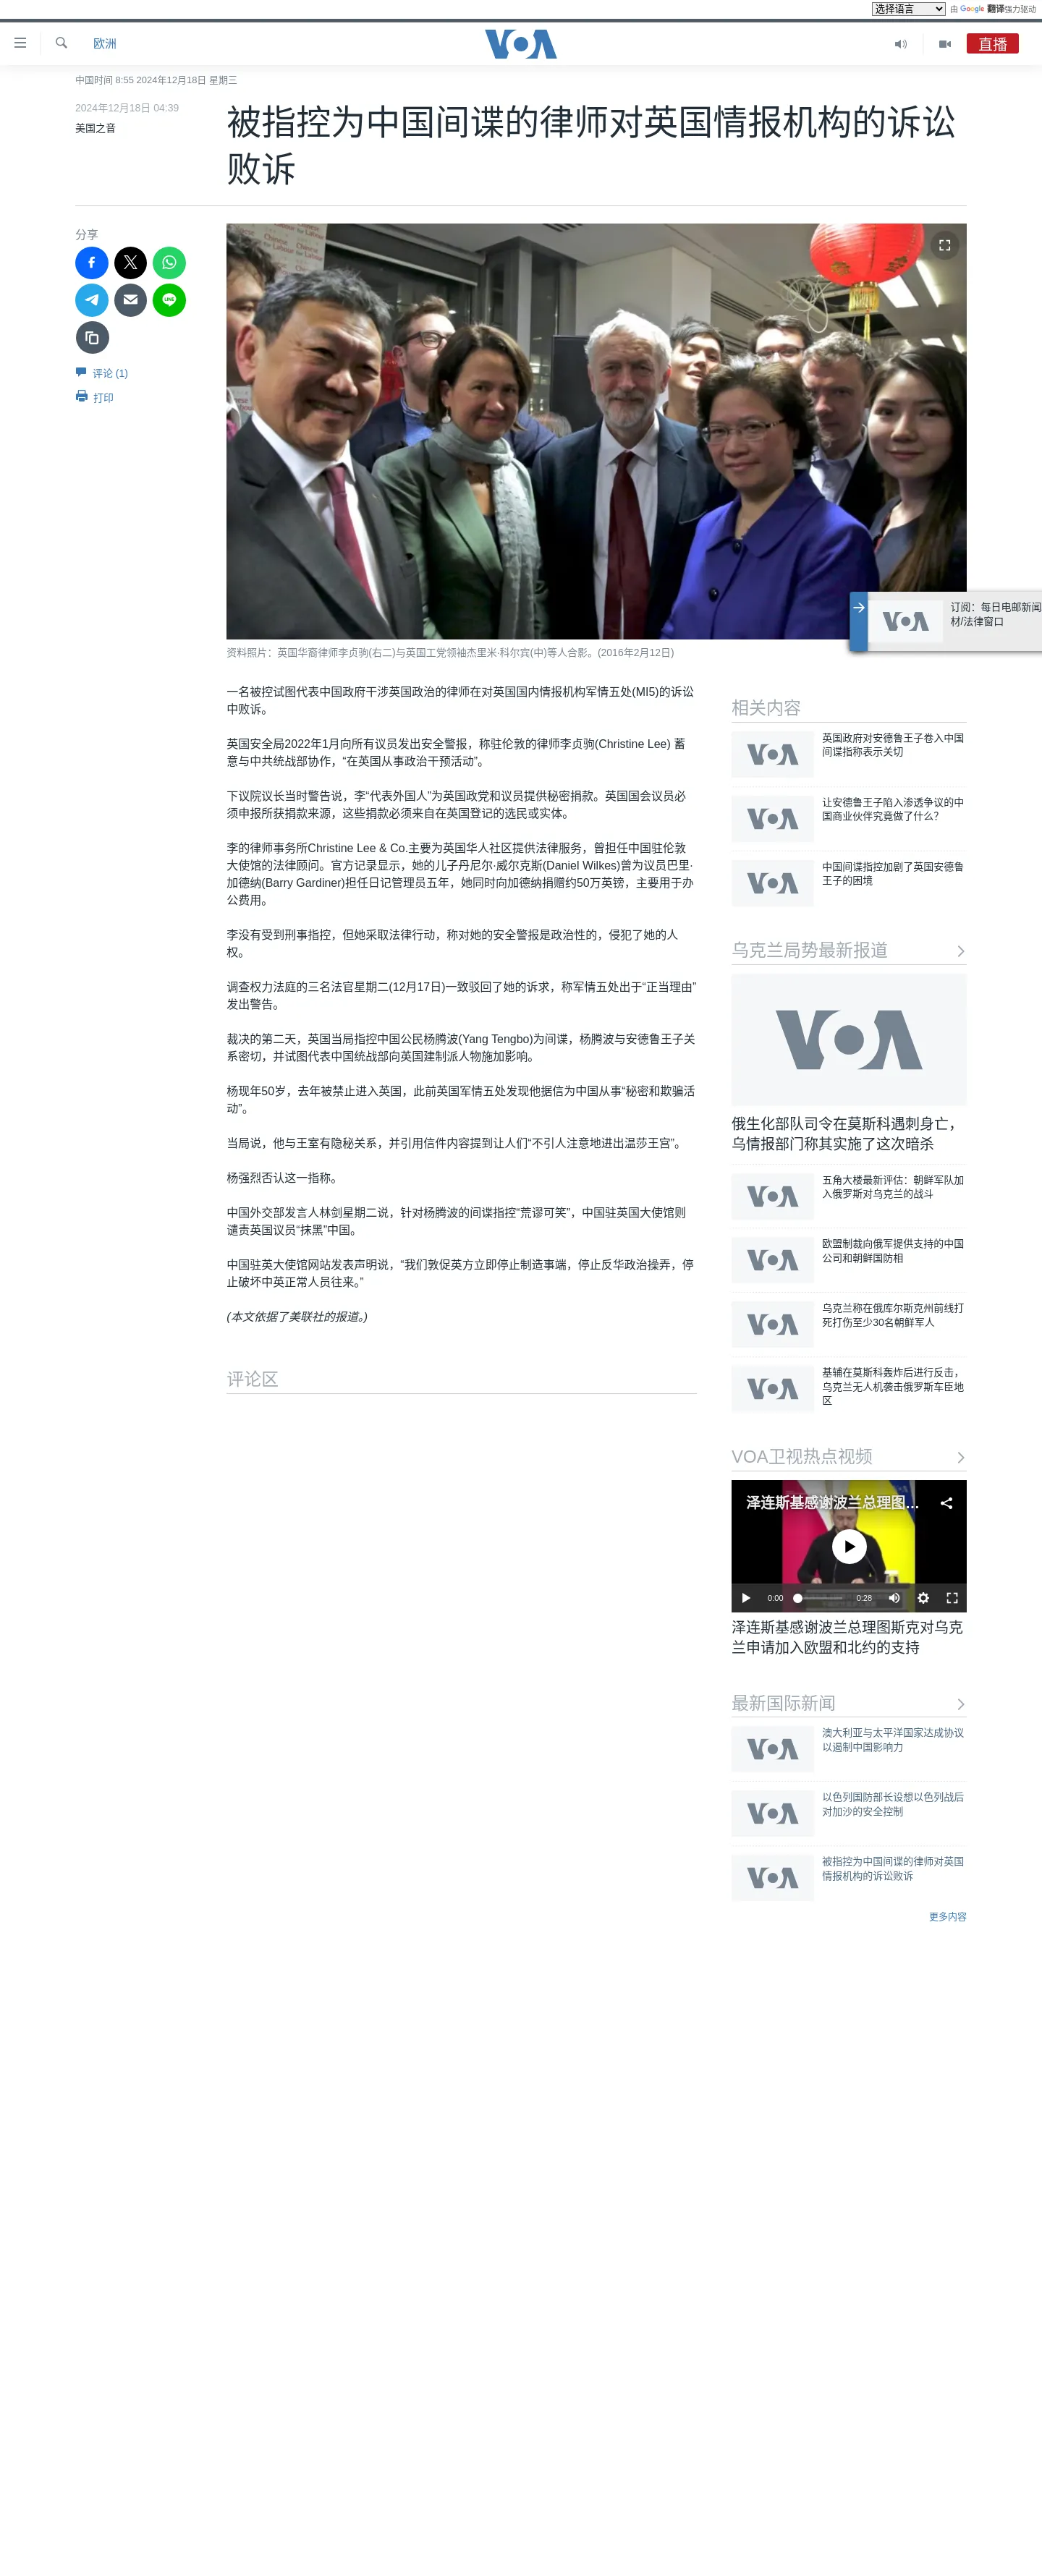 选择语言
由 Google 翻译强力驱动
欧洲
VOA
直播
中国时间 8:55 2024年12月18日 星期三
2024年12月18日 04:39
美国之音
被指控为中国间谍的律师对英国情报机构的诉讼
败诉
分享
评论 (1)
打印
资料照片：英国华裔律师李贞驹(右二)与英国工党领袖杰里米·科尔宾(中)等人合影。(2016年2月12日)
VOA
订阅：每日电邮新闻
材/法律窗口
一名被控试图代表中国政府干涉英国政治的律师在对英国国内情报机构军情五处(MI5)的诉讼
中败诉。
英国安全局2022年1月向所有议员发出安全警报，称驻伦敦的律师李贞驹(Christine Lee) 蓄
意与中共统战部协作，“在英国从事政治干预活动”。
下议院议长当时警告说，李“代表外国人”为英国政党和议员提供秘密捐款。英国国会议员必
须申报所获捐款来源，这些捐款必须来自在英国登记的选民或实体。
李的律师事务所Christine Lee & Co.主要为英国华人社区提供法律服务，曾担任中国驻伦敦
大使馆的法律顾问。官方记录显示，她的儿子丹尼尔·威尔克斯(Daniel Wilkes)曾为议员巴里·
加德纳(Barry Gardiner)担任日记管理员五年，她同时向加德纳捐赠约50万英镑，主要用于办
公费用。
李没有受到刑事指控，但她采取法律行动，称对她的安全警报是政治性的，侵犯了她的人
权。
调查权力法庭的三名法官星期二(12月17日)一致驳回了她的诉求，称军情五处出于“正当理由”
发出警告。
裁决的第二天，英国当局指控中国公民杨腾波(Yang Tengbo)为间谍，杨腾波与安德鲁王子关
系密切，并试图代表中国统战部向英国建制派人物施加影响。
杨现年50岁，去年被禁止进入英国，此前英国军情五处发现他据信为中国从事“秘密和欺骗活
动”。
当局说，他与王室有隐秘关系，并引用信件内容提到让人们“不引人注意地进出温莎王宫”。
杨强烈否认这一指称。
中国外交部发言人林剑星期二说，针对杨腾波的间谍指控“荒谬可笑”，中国驻英国大使馆则
谴责英国议员“抹黑”中国。
中国驻英大使馆网站发表声明说，“我们敦促英方立即停止制造事端，停止反华政治操弄，停
止破坏中英正常人员往来。”
(本文依据了美联社的报道。)
评论区
相关内容
VOA
英国政府对安德鲁王子卷入中国
间谍指称表示关切
VOA
让安德鲁王子陷入渗透争议的中
国商业伙伴究竟做了什么？
VOA
中国间谍指控加剧了英国安德鲁
王子的困境
乌克兰局势最新报道
VOA
俄生化部队司令在莫斯科遇刺身亡，
乌情报部门称其实施了这次暗杀
VOA
五角大楼最新评估：朝鲜军队加
入俄罗斯对乌克兰的战斗
VOA
欧盟制裁向俄军提供支持的中国
公司和朝鲜国防相
VOA
乌克兰称在俄库尔斯克州前线打
死打伤至少30名朝鲜军人
VOA
基辅在莫斯科轰炸后进行反击，
乌克兰无人机袭击俄罗斯车臣地
区
VOA卫视热点视频
泽连斯基感谢波兰总理图...
0:00
0:28
泽连斯基感谢波兰总理图斯克对乌克
兰申请加入欧盟和北约的支持
最新国际新闻
VOA
澳大利亚与太平洋国家达成协议
以遏制中国影响力
VOA
以色列国防部长设想以色列战后
对加沙的安全控制
VOA
被指控为中国间谍的律师对英国
情报机构的诉讼败诉
更多内容